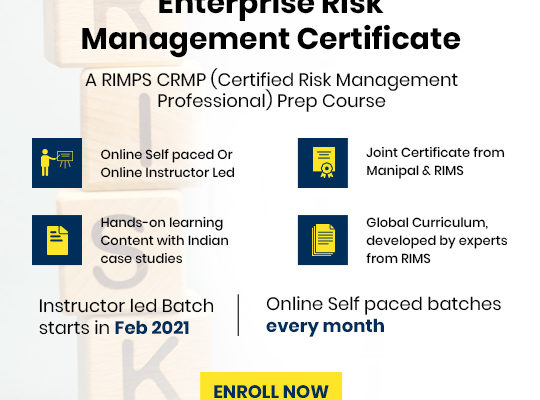 Enterprise Risk
Management Certificate
A RIMPS CRMP (Certified Risk Management
Professional) Prep Course
Online Self paced Or
Online Instructor Led
Joint Certificate from
Manipal & RIMS
Hands-on learning
Content with Indian
case studies
Global Curriculum,
developed by experts
from RIMS
Instructor led Batch
starts in Feb 2021
Online Self paced batches
every month
ENROLL NOW
R
I
S
K